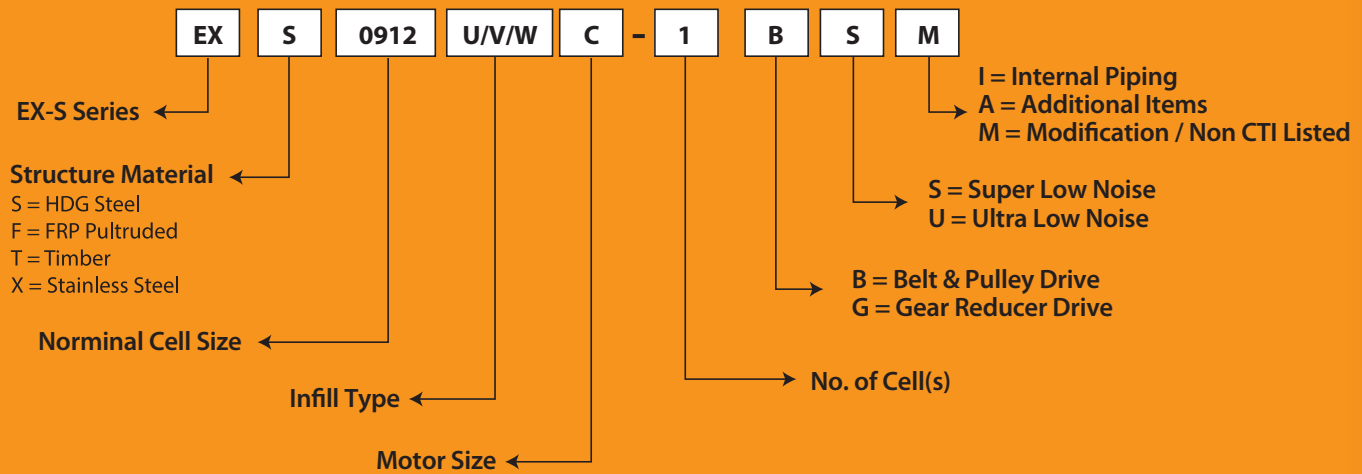 EX S 0912 U/V/W C - 1 B S M
EX-S Series
Structure Material
S = HDG Steel
F = FRP Pultruded
T = Timber
X = Stainless Steel
Norminal Cell Size
Infill Type
Motor Size
I = Internal Piping
A = Additional Items
M = Modification / Non CTI Listed
S = Super Low Noise
U = Ultra Low Noise
B = Belt & Pulley Drive
G = Gear Reducer Drive
No. of Cell(s)